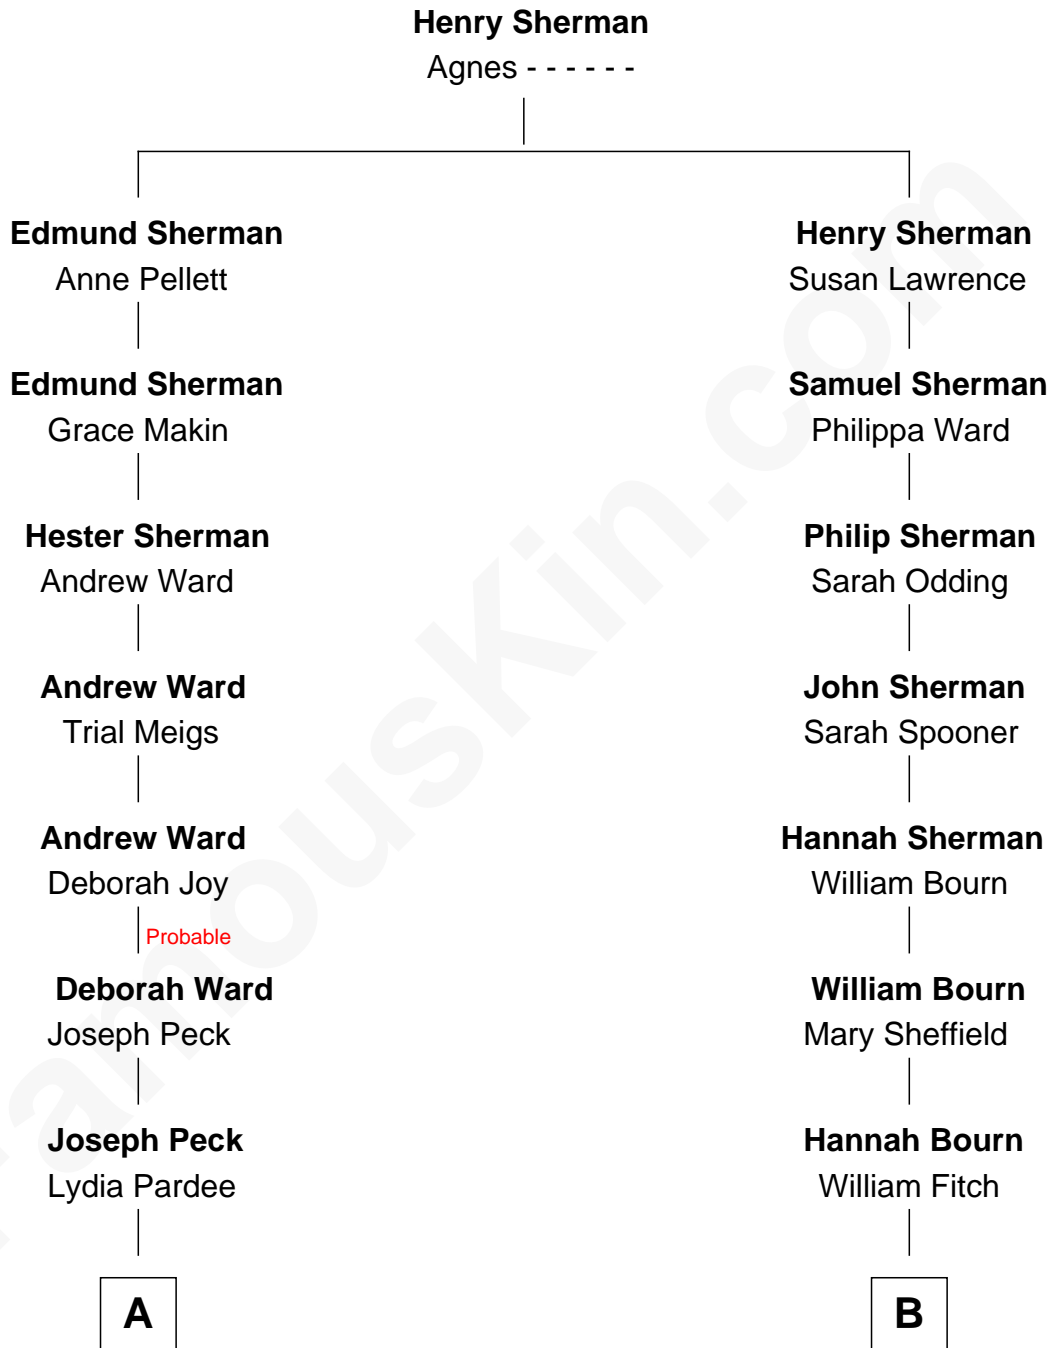 Henry Sherman
Agnes - - - - - -
Edmund Sherman
Anne Pellett
Edmund Sherman
Grace Makin
Hester Sherman
Andrew Ward
Andrew Ward
Trial Meigs
Andrew Ward
Deborah Joy
Probable
Deborah Ward
Joseph Peck
Joseph Peck
Lydia Pardee
A
Henry Sherman
Susan Lawrence
Samuel Sherman
Philippa Ward
Philip Sherman
Sarah Odding
John Sherman
Sarah Spooner
Hannah Sherman
William Bourn
William Bourn
Mary Sheffield
Hannah Bourn
William Fitch
B
FamousKin.com